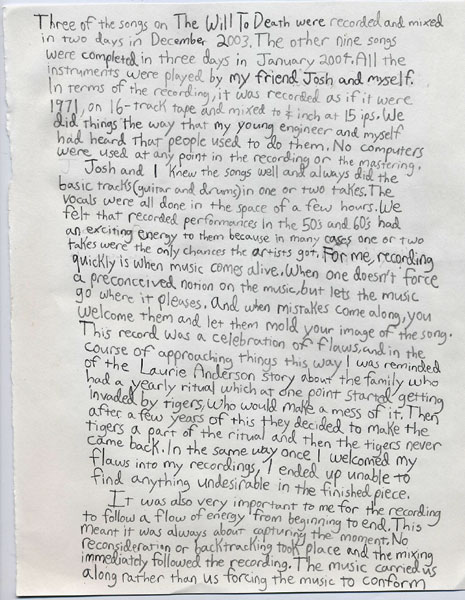 Three of the songs on The Will To Death were recorded and mixed
in two days in December 2003. The other nine songs
were completed in three days in January 2004. All the
instruments were played by my friend Josh and myself.
In terms of the recording, it was recorded as if it were
1971, on 16-track tape and mixed to ¼ inch at 15 ips. We
did things the way that my young engineer and myself
had heard that people used to do them. No computers
were used at any point in the recording or the mastering.
Josh and I knew the songs well and always did the
basic tracks (guitar and drums) in one or two takes. The
vocals were all done in the space of a few hours. We
felt that recorded performances in the 50's and 60's had
an exciting energy to them because in many cases one or two
takes were the only chances the artists got. For me, recording
quickly is when music comes alive. When one doesn't force
a preconceived notion on the music, but lets the music
go where it pleases. And when mistakes come along, you
welcome them and let them mold your image of the song.
This record was a celebration of flaws, and in the
course of approaching things this way I was reminded
of the Laurie Anderson story about the family who
had a yearly ritual which at one point started getting
invaded by tigers, who would make a mess of it. Then
after a few years of this they decided to make the
tigers a part of the ritual and then the tigers never
came back. In the same way once I welcomed my
flaws into my recordings, I ended up unable to
find anything undesirable in the finished piece.
It was also very important to me for the recording
to follow a flow of energy from beginning to end. This
meant it was always about capturing the moment. No
reconsideration or backtracking took place and the mixing
immediately followed the recording. The music carried us
along rather than us forcing the music to conform